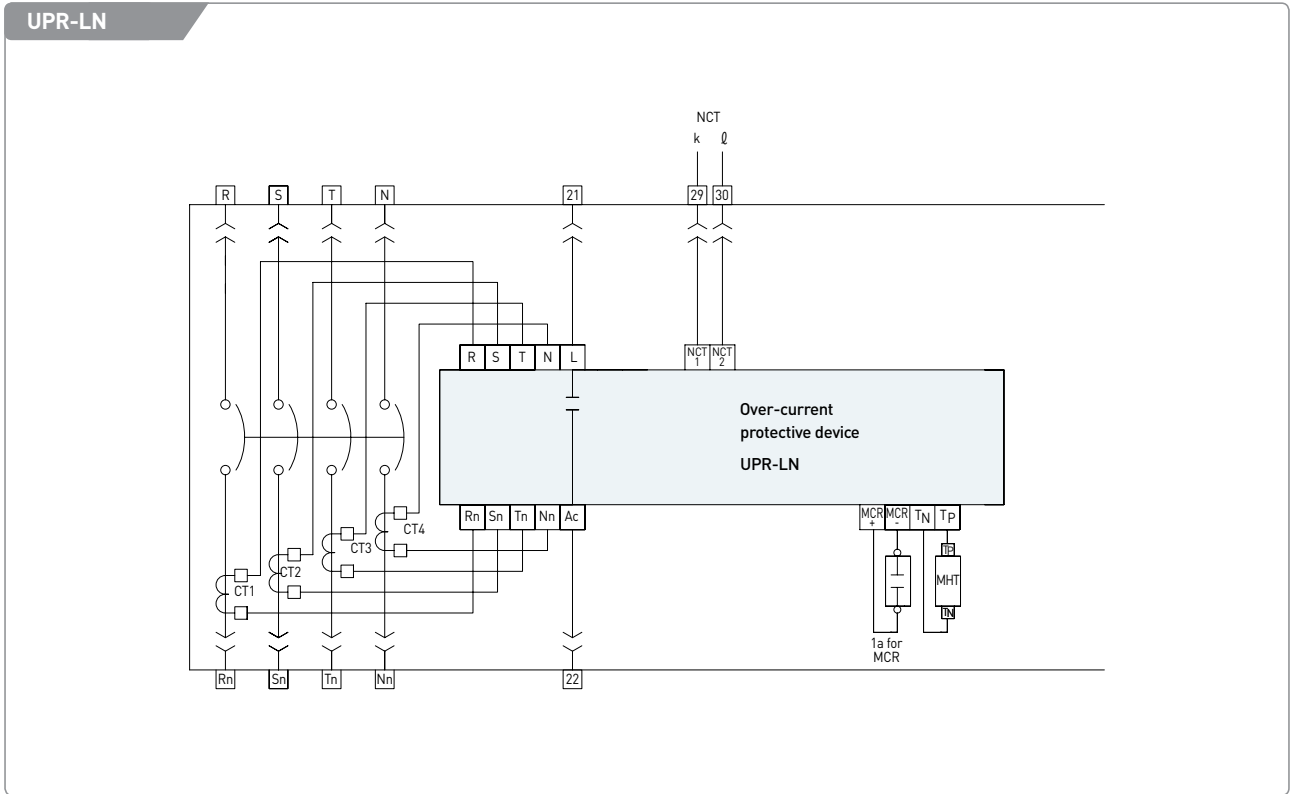 UPR-LN
NCT
k ℓ
R S T N 21 29 30
R S T N L NCT 1 NCT 2
Over-current
protective device
UPR-LN
Rn Sn Tn Nn Ac MCR + MCR - TN TP
CT4
CT3
CT2
CT1
TP
MHT
TN
1a for
MCR
Rn Sn Tn Nn 22